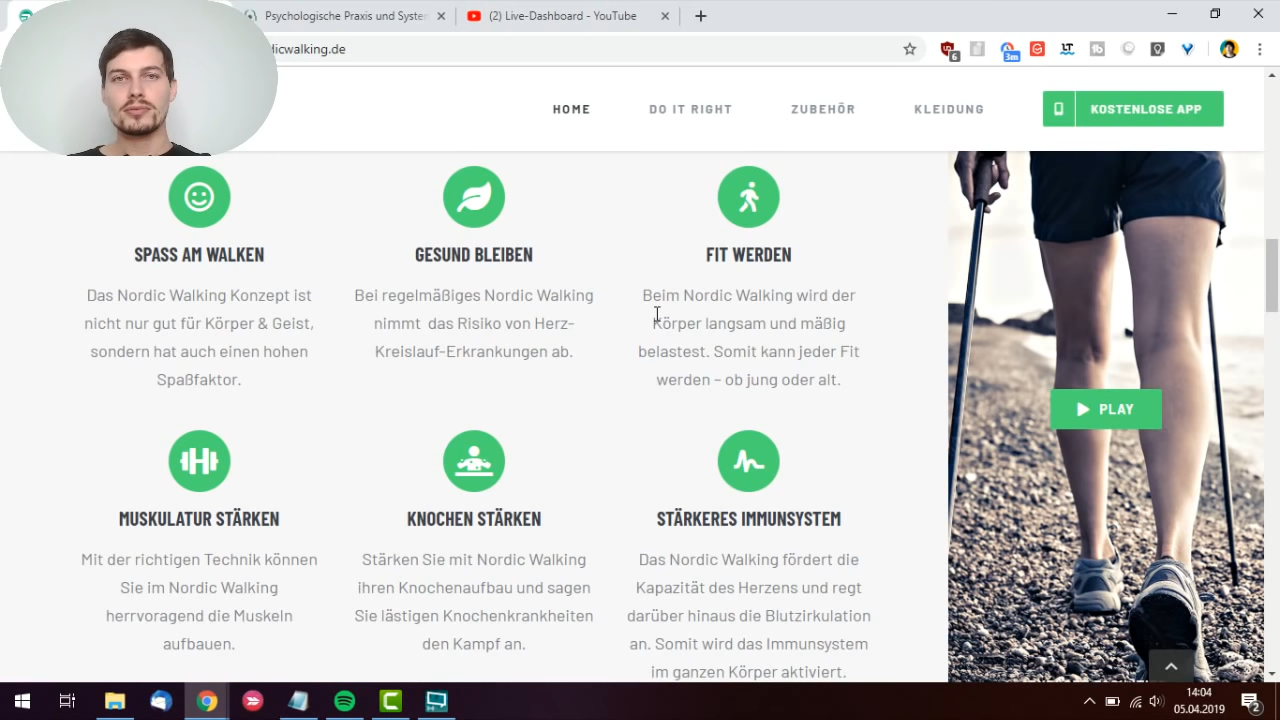 Psychologische Praxis und Syster
(2) Live-Dashboard - YouTube
dicwalking.de
6
3m
LT
HOME
DO IT RIGHT
ZUBEHÖR
KLEIDUNG
KOSTENLOSE APP
SPASS AM WALKEN
GESUND BLEIBEN
FIT WERDEN
Das Nordic Walking Konzept ist
nicht nur gut für Körper & Geist,
sondern hat auch einen hohen
Spaßfaktor.
Bei regelmäßiges Nordic Walking
nimmt das Risiko von Herz-
Kreislauf-Erkrankungen ab.
Beim Nordic Walking wird der
Körper langsam und mäßig
belastest. Somit kann jeder Fit
werden – ob jung oder alt.
PLAY
MUSKULATUR STÄRKEN
KNOCHEN STÄRKEN
STÄRKERES IMMUNSYSTEM
Mit der richtigen Technik können
Sie im Nordic Walking
herrvoragend die Muskeln
aufbauen.
Stärken Sie mit Nordic Walking
ihren Knochenaufbau und sagen
Sie lästigen Knochenkrankheiten
den Kampf an.
Das Nordic Walking fördert die
Kapazität des Herzens und regt
darüber hinaus die Blutzirkulation
an. Somit wird das Immunsystem
im ganzen Körper aktiviert.
14:04
05.04.2019
2